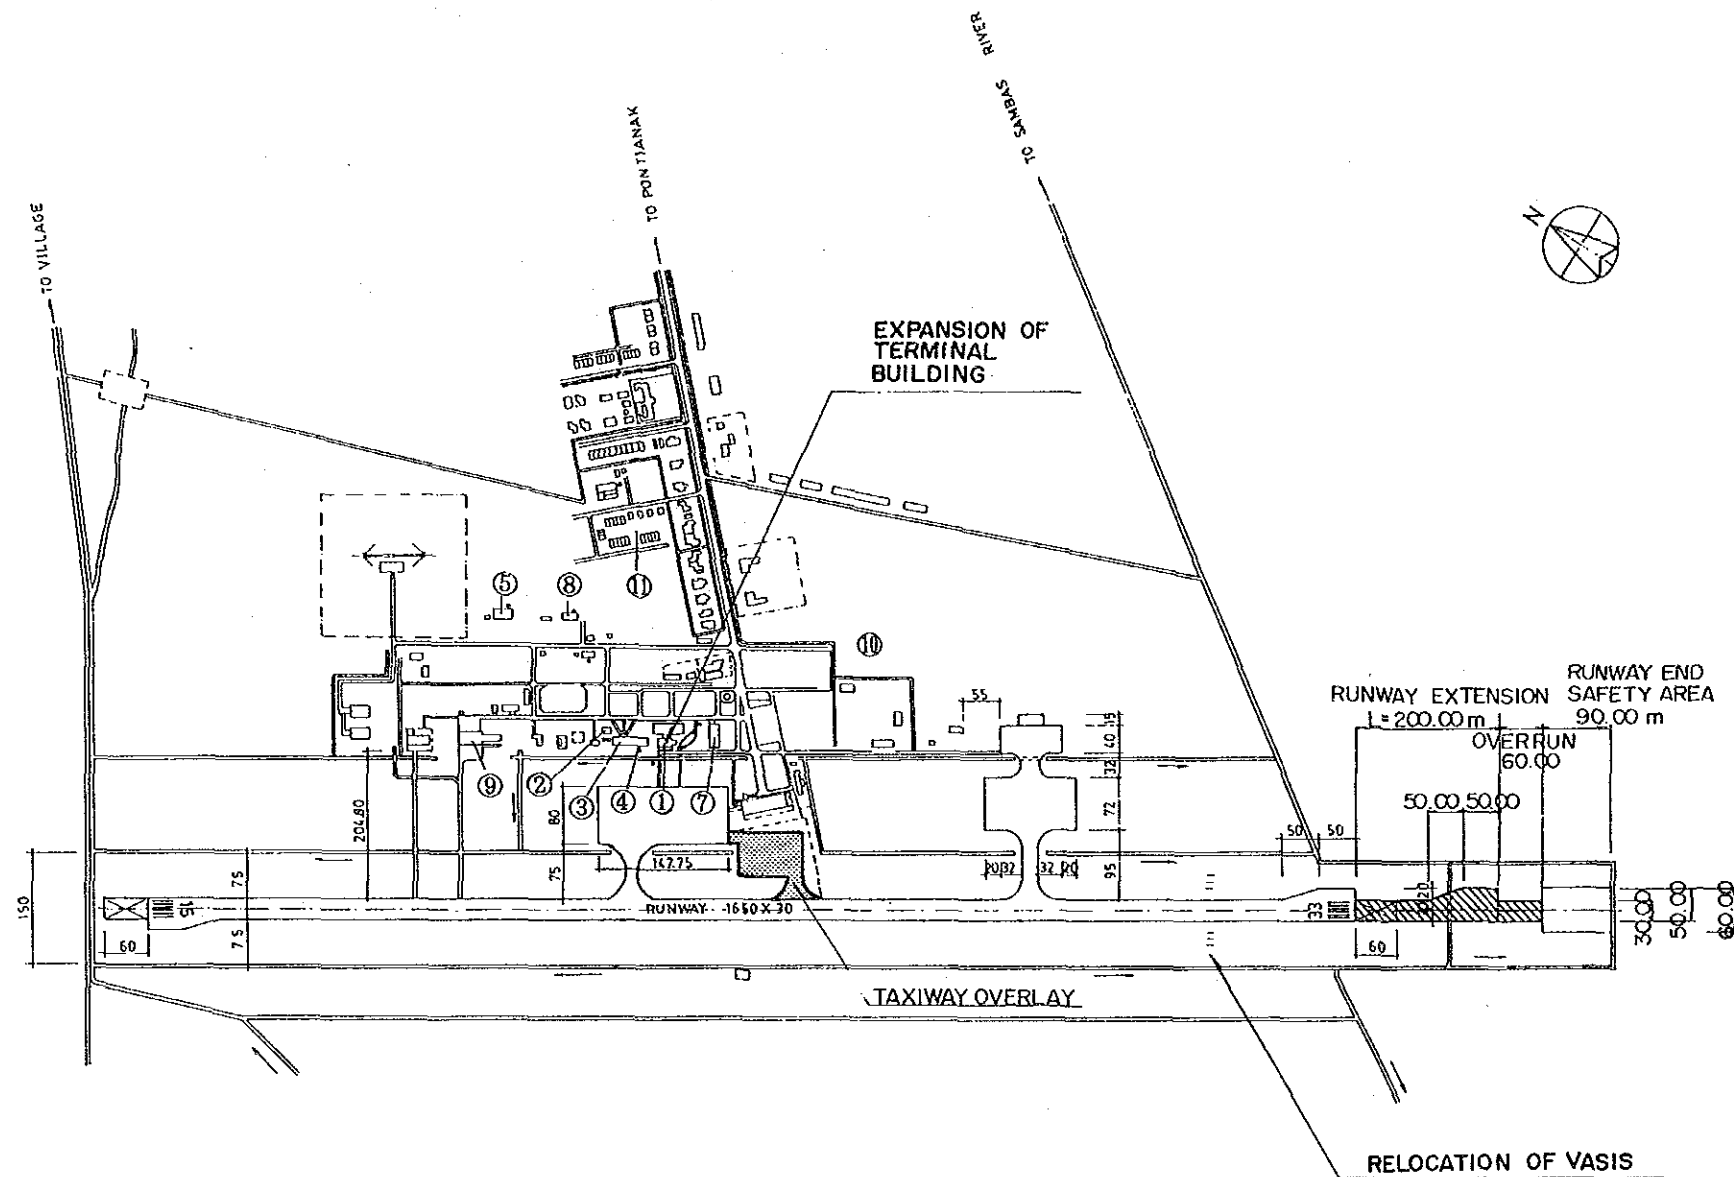 TO SAMBAS RIVER
TO PONTIANAK
TO VILLAGE
N
EXPANSION OF
TERMINAL
BUILDING
⑤
⑧
⑪
⑩
RUNWAY EXTENSION
L=200.00 m
RUNWAY END
SAFETY AREA
90.00 m
OVERRUN
60.00
50.00 50.00
55
15
40
32
72
95
50 50
⑨
②
③
④
①
⑦
204.80
80
75
147.75
20 32 32 20
150
75
75
15
60
RUNWAY 1650 X 30
33
60
30.00
50.00
60.00
TAXIWAY OVERLAY
RELOCATION OF VASIS